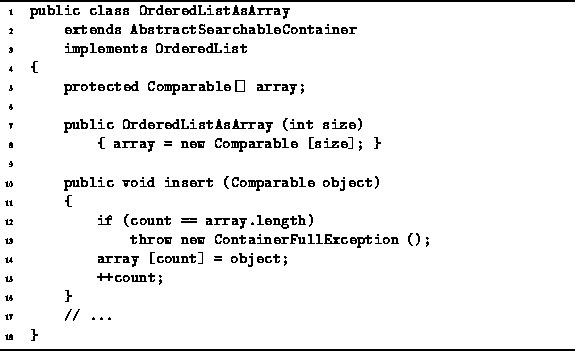 1 public class OrderedListAsArray
2     extends AbstractSearchableContainer
3     implements OrderedList
4 {
5     protected Comparable[] array;
6
7     public OrderedListAsArray (int size)
8         { array = new Comparable [size]; }
9
10     public void insert (Comparable object)
11     {
12         if (count == array.length)
13             throw new ContainerFullException ();
14         array [count] = object;
15         ++count;
16     }
17     // ...
18 }